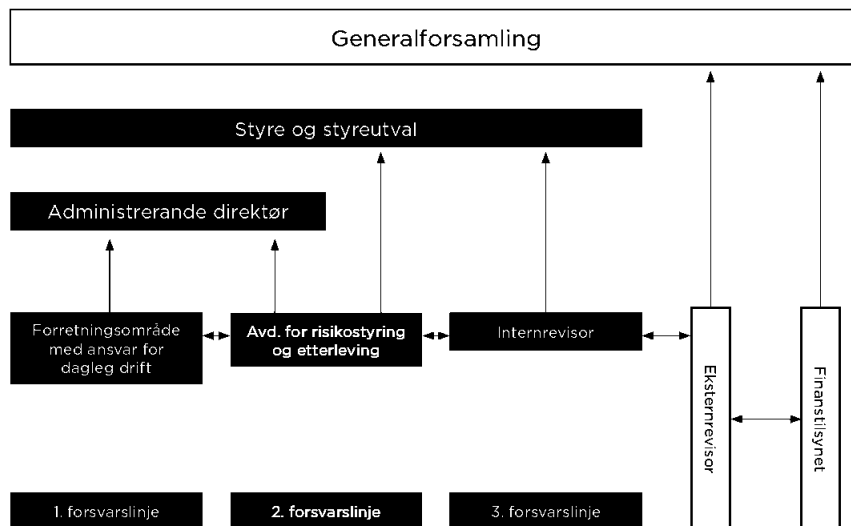 Generalforsamling
Styre og styreutval
Administrerande direktør
Forretningsområde
med ansvar for
dagleg drift
Avd. for risikostyring
og etterleving
Internrevisor
Eksternrevisor
Finanstilsynet
1. forsvarslinje
2. forsvarslinje
3. forsvarslinje